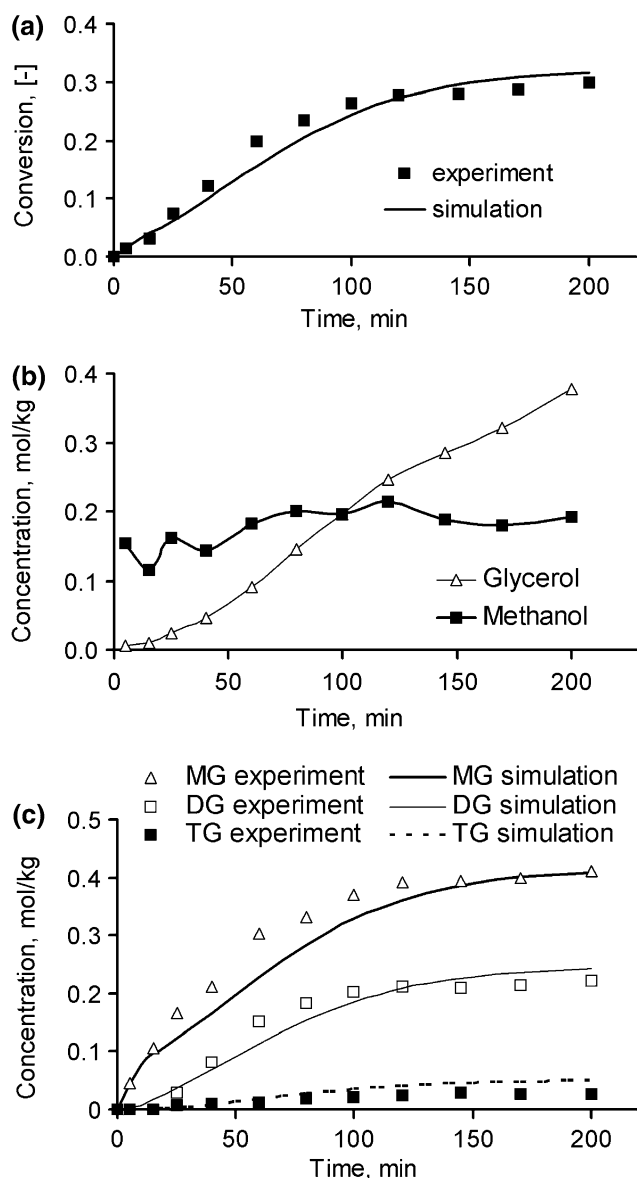 (a)
0.4
0.3
0.2
0.1
0.0
Conversion, [-]
experiment
simulation
0 50 100 150 200
Time, min
(b)
0.4
0.3
0.2
0.1
0.0
Concentration, mol/kg
Glycerol
Methanol
0 50 100 150 200
Time, min
MG experiment MG simulation
DG experiment DG simulation
TG experiment TG simulation
(c)
0.5
0.4
0.3
0.2
0.1
0
Concentration, mol/kg
0 50 100 150 200
Time, min